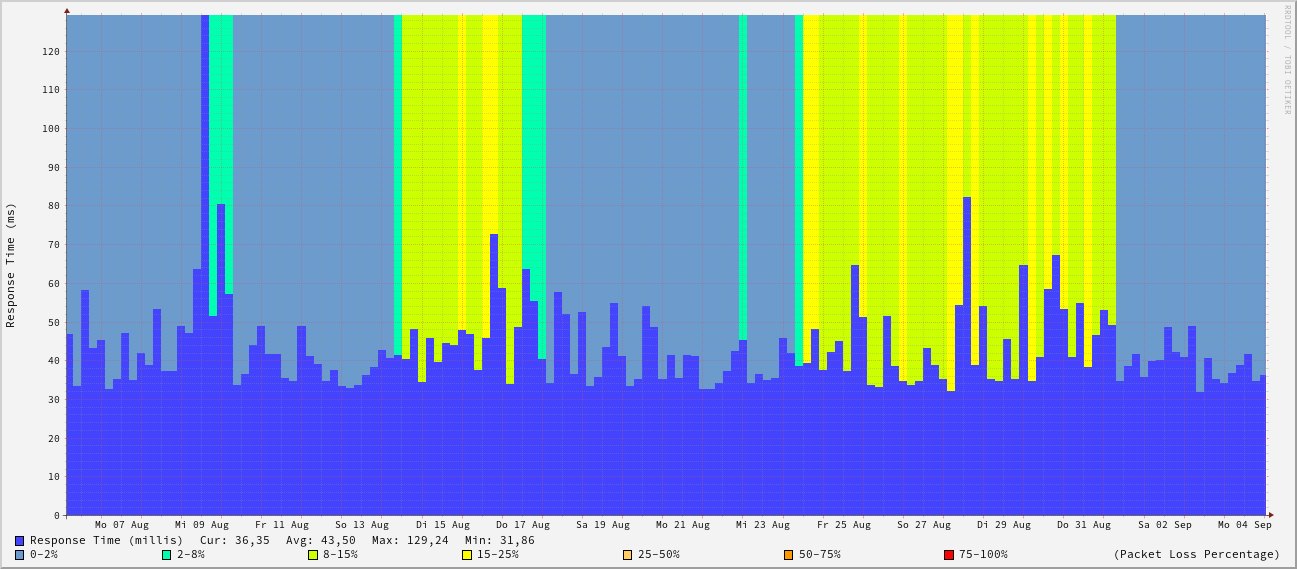 RRDTOOL / TOBI OETIKER
Response Time (ms)
120
110
100
90
80
70
60
50
40
30
20
10
0
Mo 07 Aug Mi 09 Aug Fr 11 Aug So 13 Aug Di 15 Aug Do 17 Aug Sa 19 Aug Mo 21 Aug Mi 23 Aug Fr 25 Aug So 27 Aug Di 29 Aug Do 31 Aug Sa 02 Sep Mo 04 Sep
Response Time (millis) Cur: 36,35 Avg: 43,50 Max: 129,24 Min: 31,86
0-2% 2-8% 8-15% 15-25% 25-50% 50-75% 75-100% (Packet Loss Percentage)